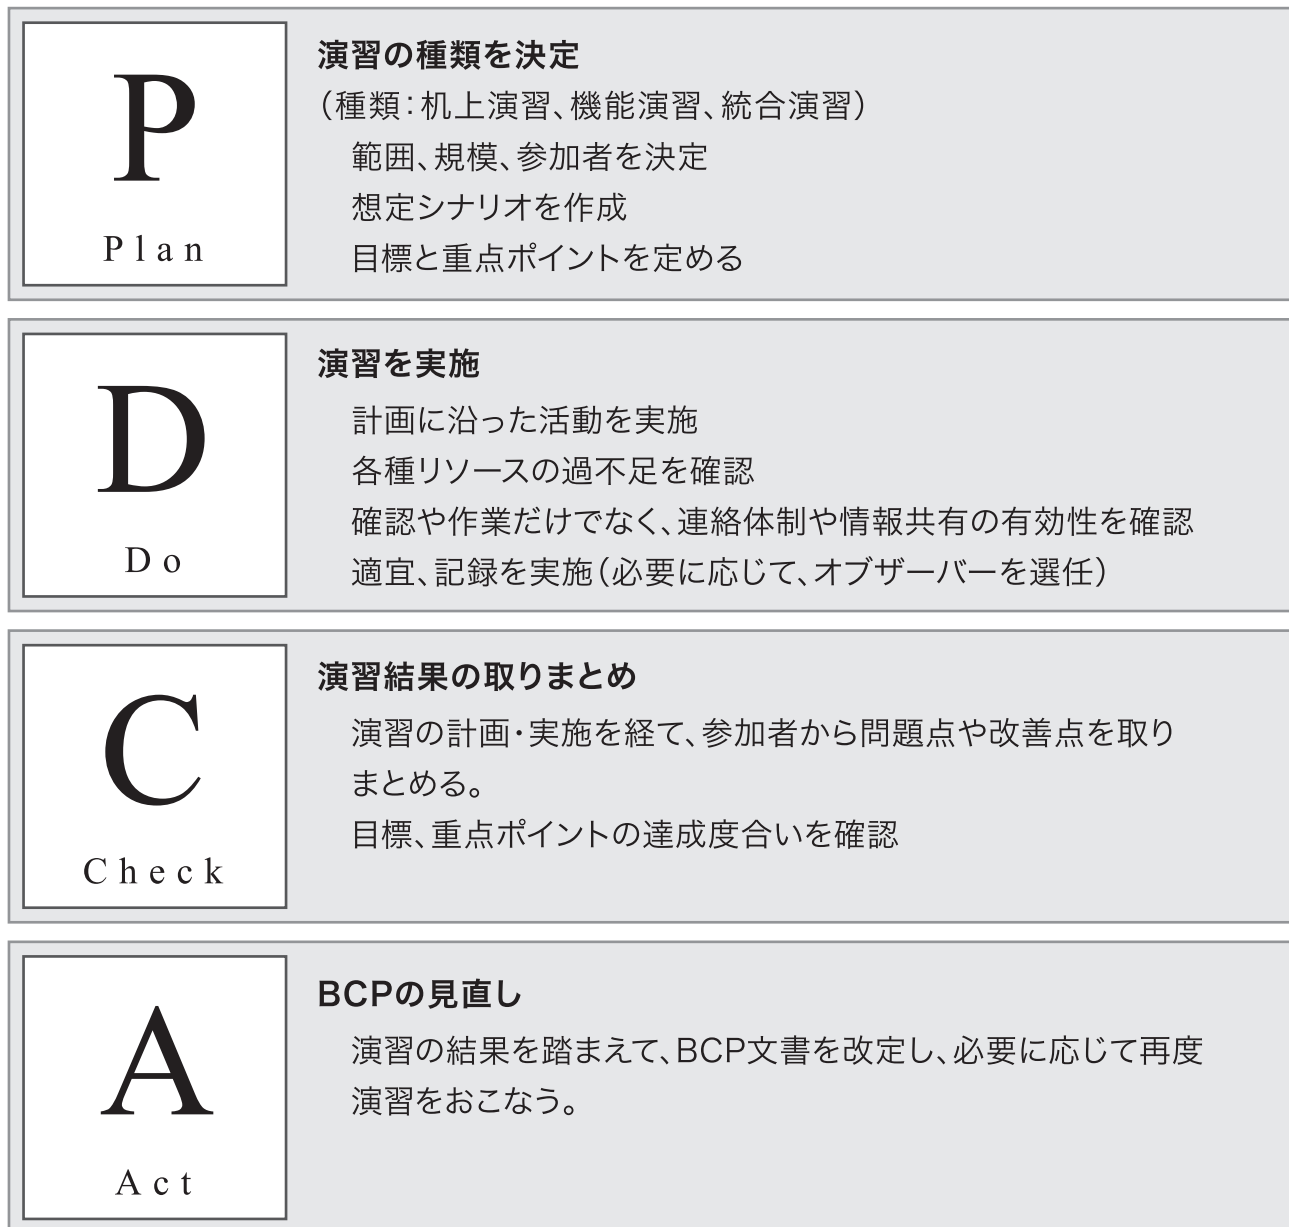 P
Plan
演習の種類を決定
（種類：机上演習、機能演習、統合演習）
範囲、規模、参加者を決定
想定シナリオを作成
目標と重点ポイントを定める
D
Do
演習を実施
計画に沿った活動を実施
各種リソースの過不足を確認
確認や作業だけでなく、連絡体制や情報共有の有効性を確認
適宜、記録を実施（必要に応じて、オブザーバーを選任）
C
Check
演習結果の取りまとめ
演習の計画・実施を経て、参加者から問題点や改善点を取り
まとめる。
目標、重点ポイントの達成度合いを確認
A
Act
BCPの見直し
演習の結果を踏まえて、BCP文書を改定し、必要に応じて再度
演習をおこなう。